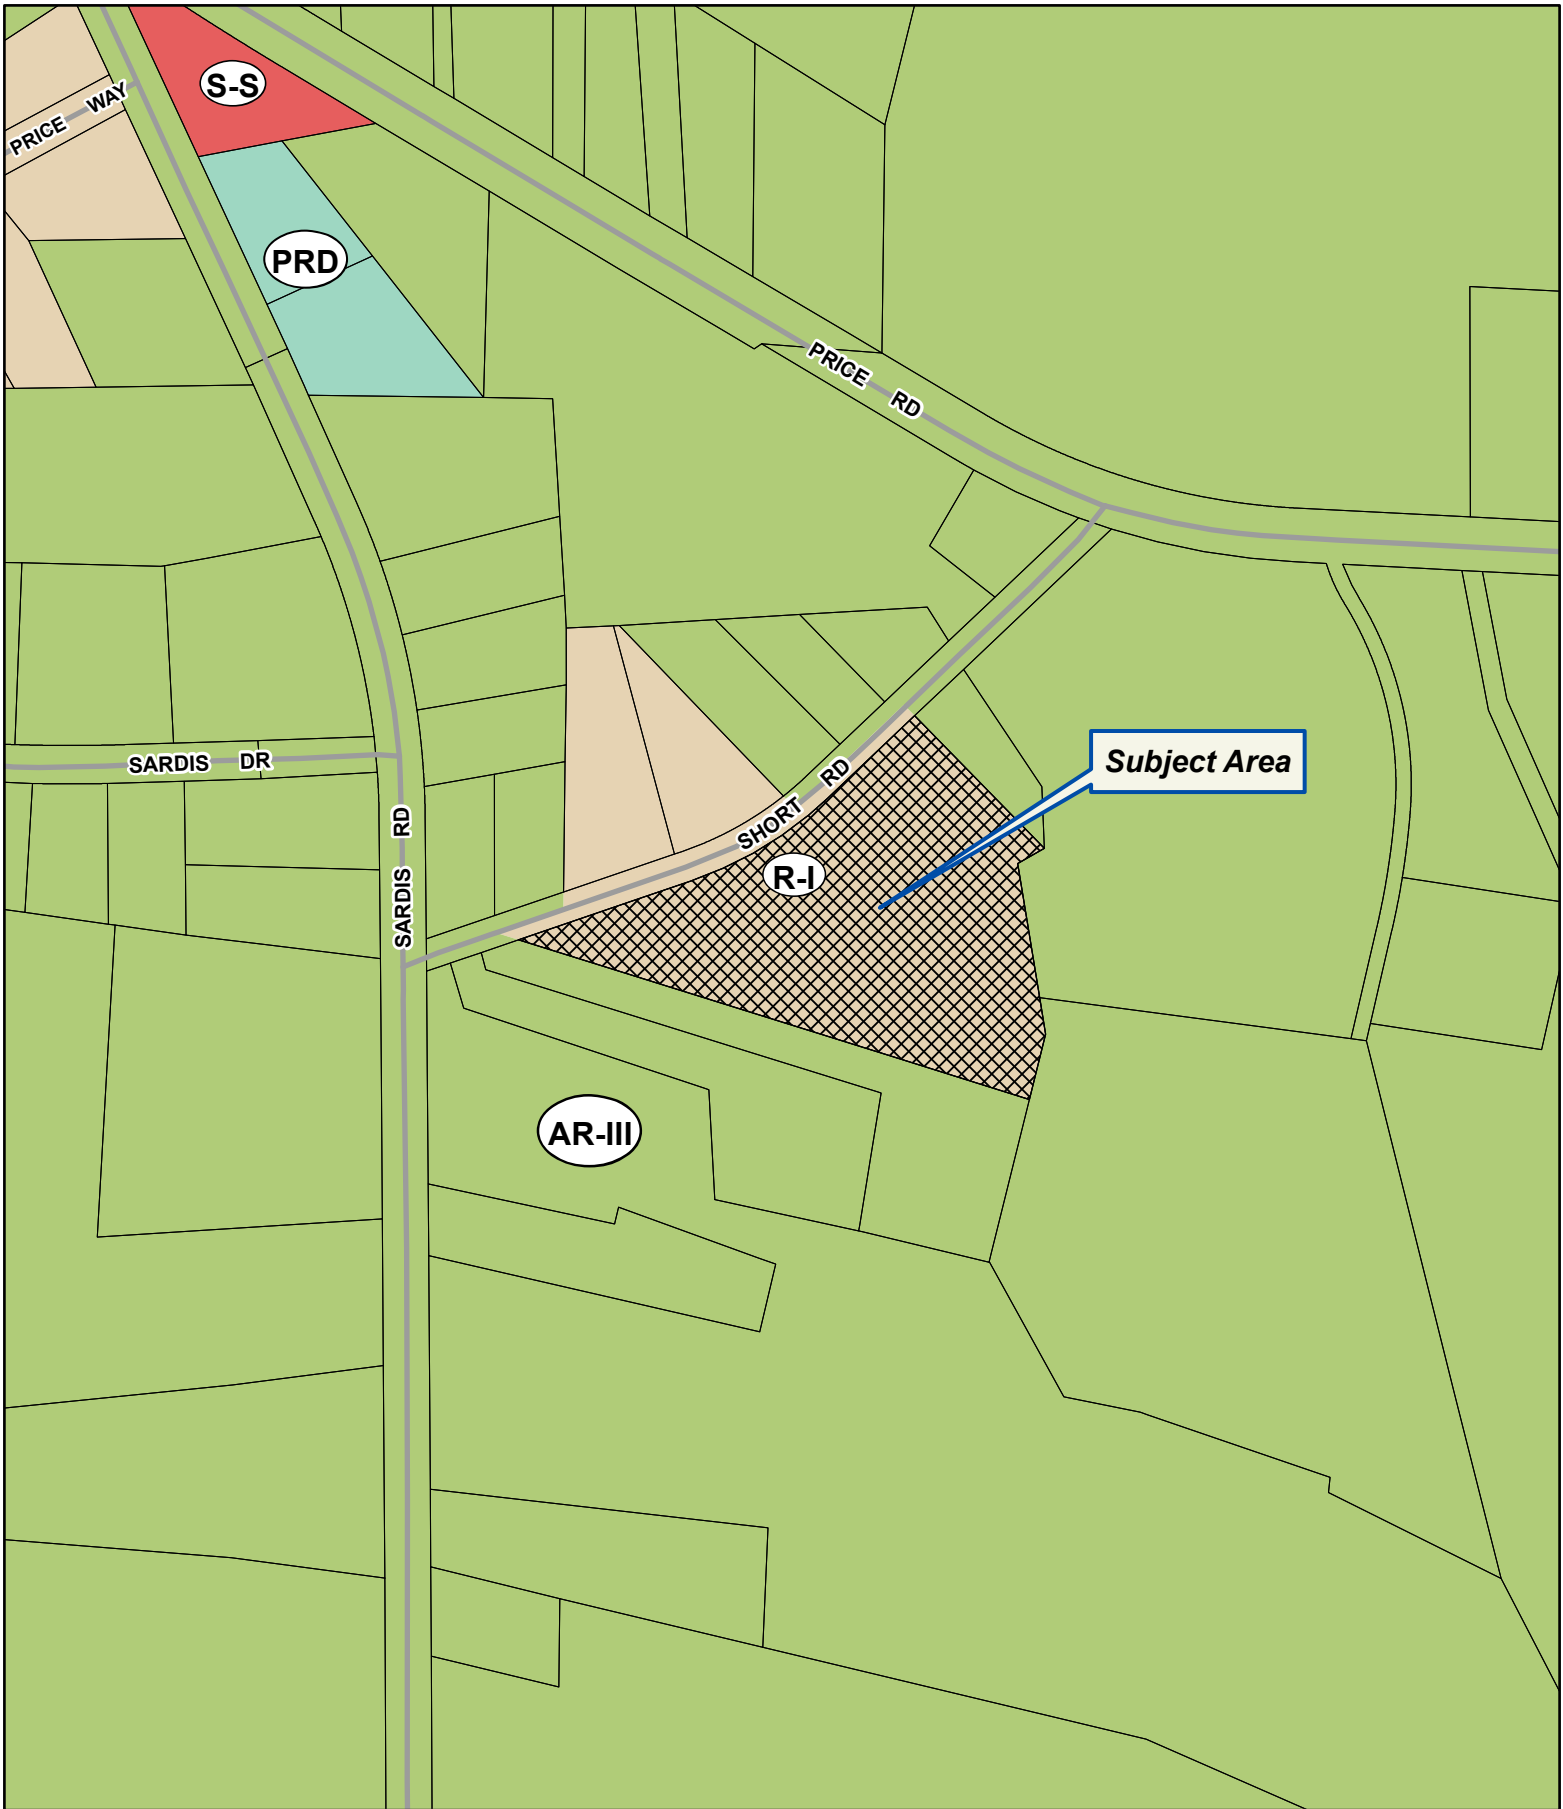 S-S
PRICE WAY
PRD
PRICE RD
Subject Area
SARDIS DR
SHORT RD
SARDIS RD
R-I
AR-III